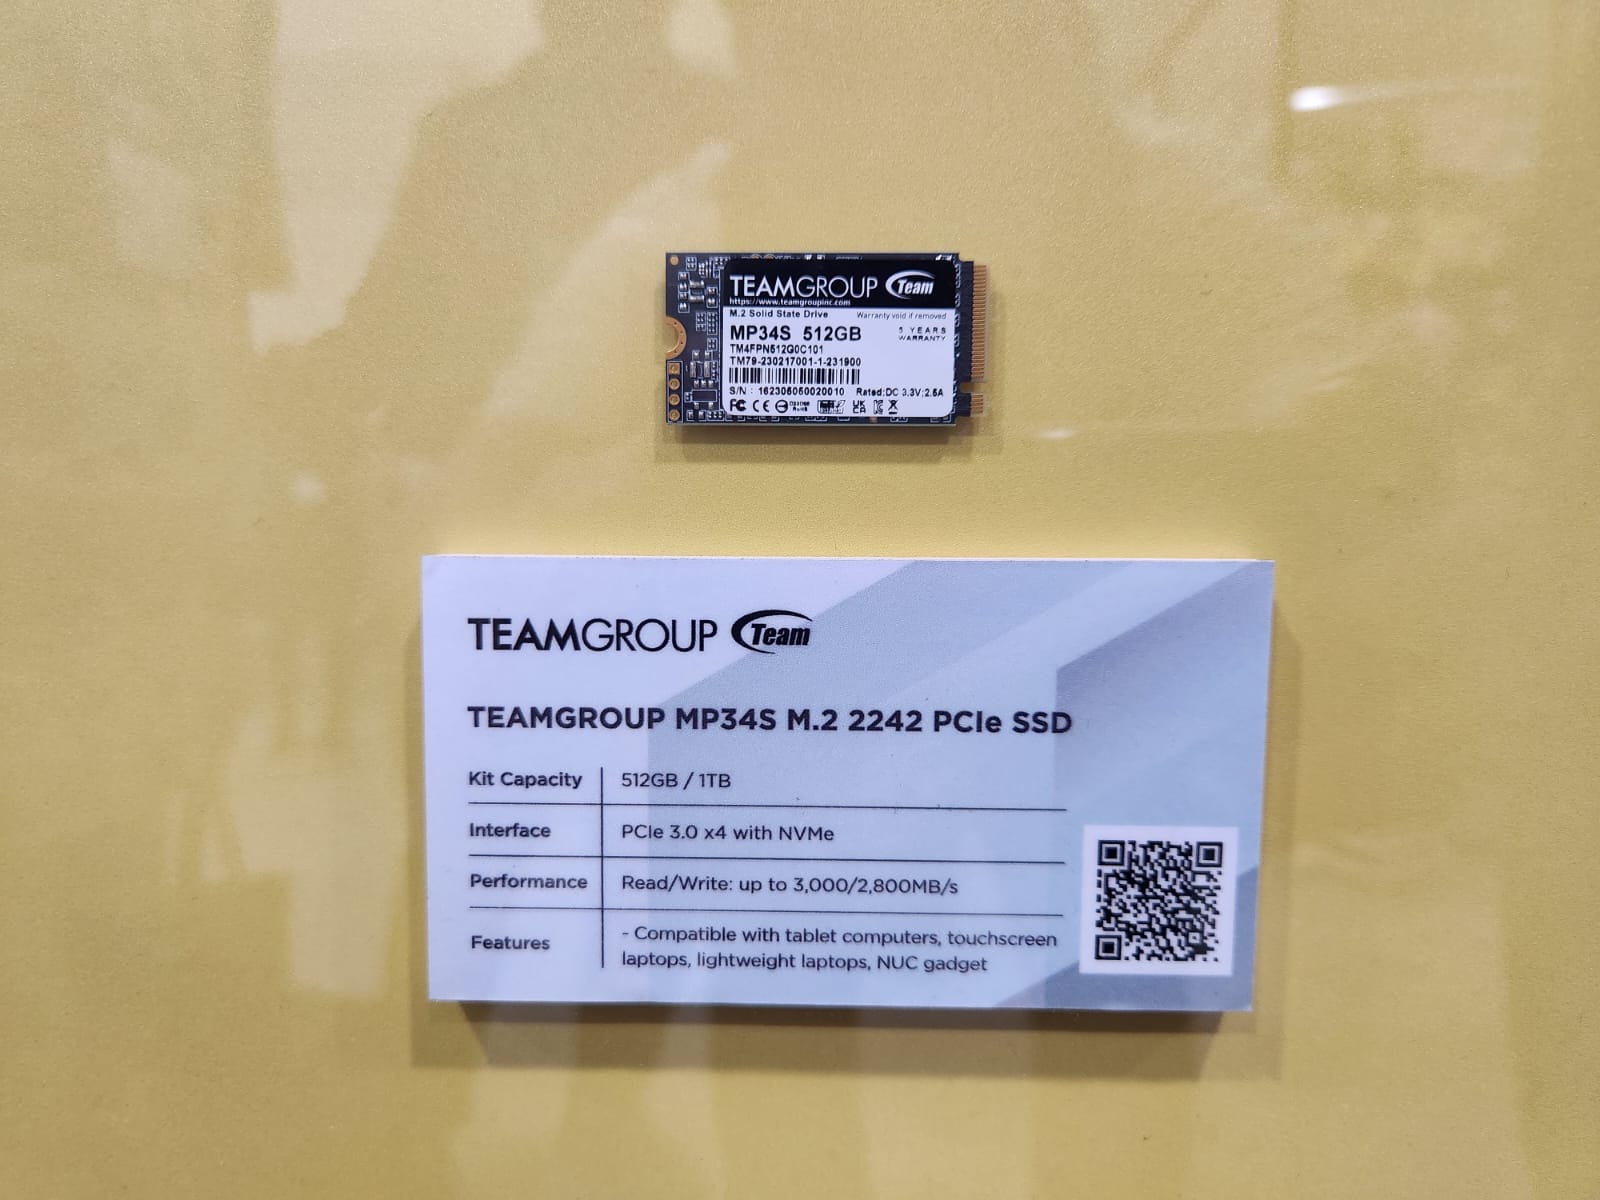 TEAMGROUP Team
https://www.teamgroupinc.com
M.2 Solid State Drive Warranty void if removed
MP34S 512GB 5 YEARS
WARRANTY
TM4FPN512G0C101
TM79-230217001-1-231900
S/N : 162305050020010 Rated:DC 3.3V;2.5A
FC CE RoHS UK CA
TEAMGROUP Team
TEAMGROUP MP34S M.2 2242 PCIe SSD
Kit Capacity 512GB / 1TB
Interface PCIe 3.0 x4 with NVMe
Performance Read/Write: up to 3,000/2,800MB/s
Features - Compatible with tablet computers, touchscreen
laptops, lightweight laptops, NUC gadget